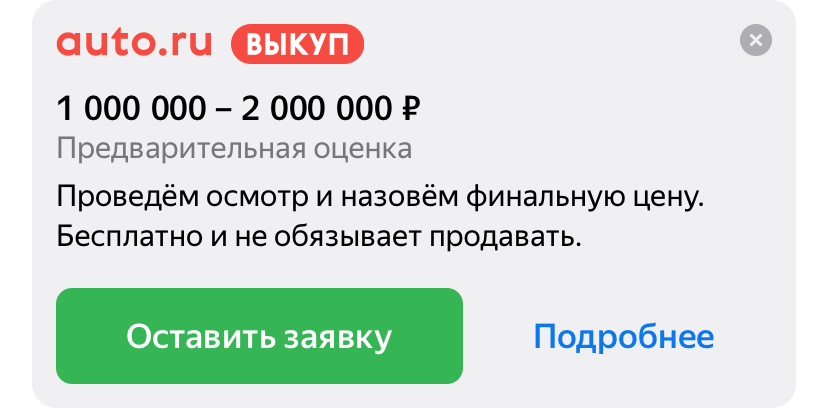 auto.ru ВЫКУП
1 000 000 – 2 000 000 ₽
Предварительная оценка
Проведём осмотр и назовём финальную цену.
Бесплатно и не обязывает продавать.
Оставить заявку Подробнее